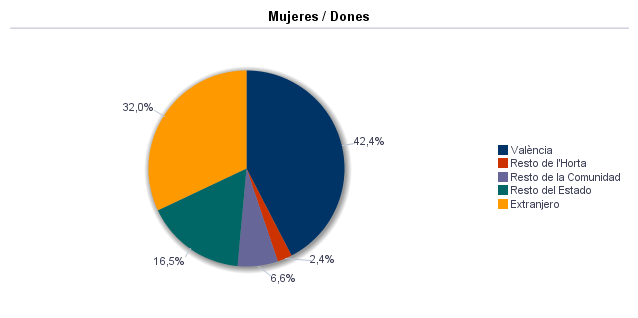 Mujeres / Dones
32,0%
42,4%
16,5%
2,4%
6,6%
València
Resto de l'Horta
Resto de la Comunidad
Resto del Estado
Extranjero